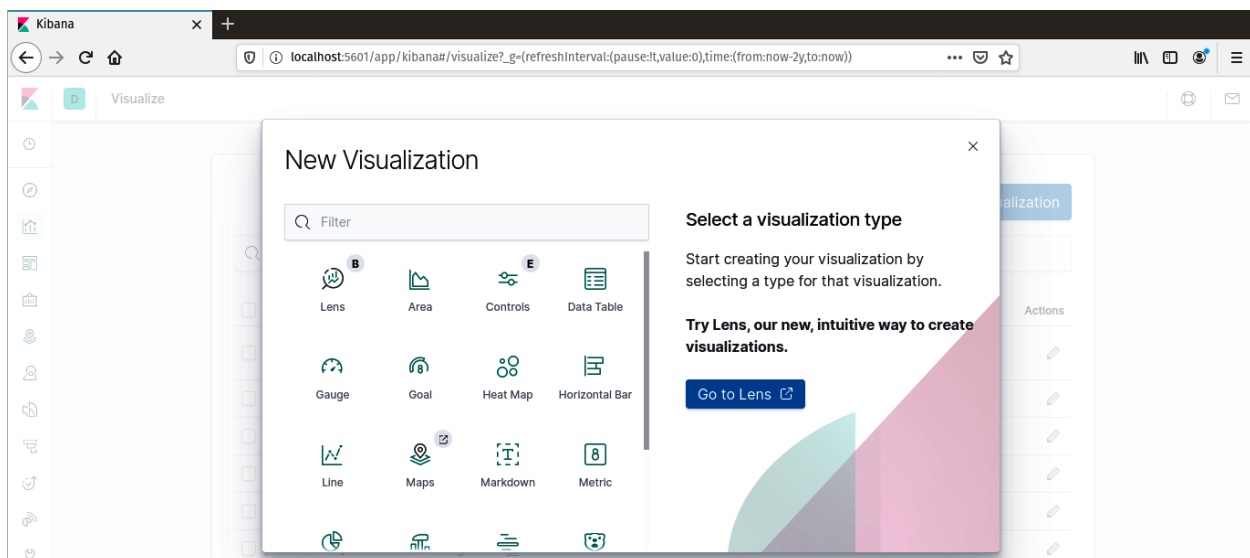 Kibana
localhost:5601/app/kibana#/visualize?_g=(refreshInterval:(pause:!t,value:0),time:(from:now-2y,to:now))
D
Visualize
New Visualization
Filter
Select a visualization type
alization
Start creating your visualization by
selecting a type for that visualization.
B
Lens
Area
E
Controls
Data Table
Try Lens, our new, intuitive way to create
visualizations.
Actions
Go to Lens
Gauge
8
Goal
Heat Map
Horizontal Bar
Line
Maps
T
Markdown
8
Metric